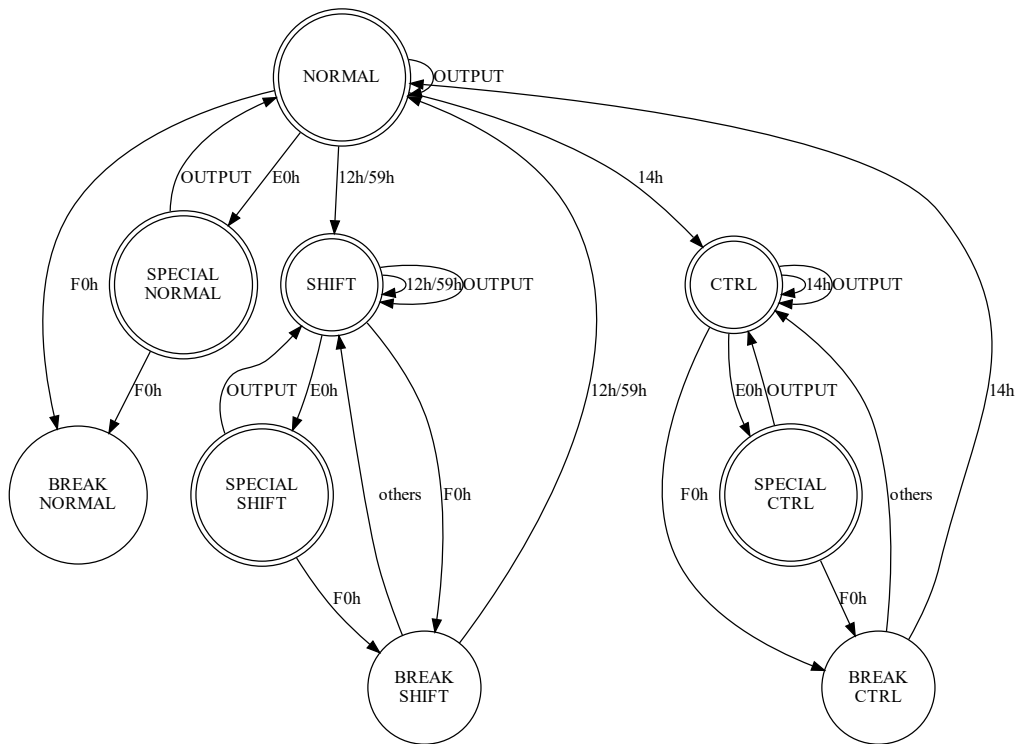 NORMAL
OUTPUT
OUTPUT
E0h
12h/59h
14h
F0h
SPECIAL
NORMAL
SHIFT
12h/59h
OUTPUT
CTRL
14h
OUTPUT
F0h
OUTPUT
E0h
12h/59h
E0h
OUTPUT
14h
BREAK
NORMAL
SPECIAL
SHIFT
others
F0h
F0h
SPECIAL
CTRL
others
F0h
F0h
BREAK
SHIFT
BREAK
CTRL